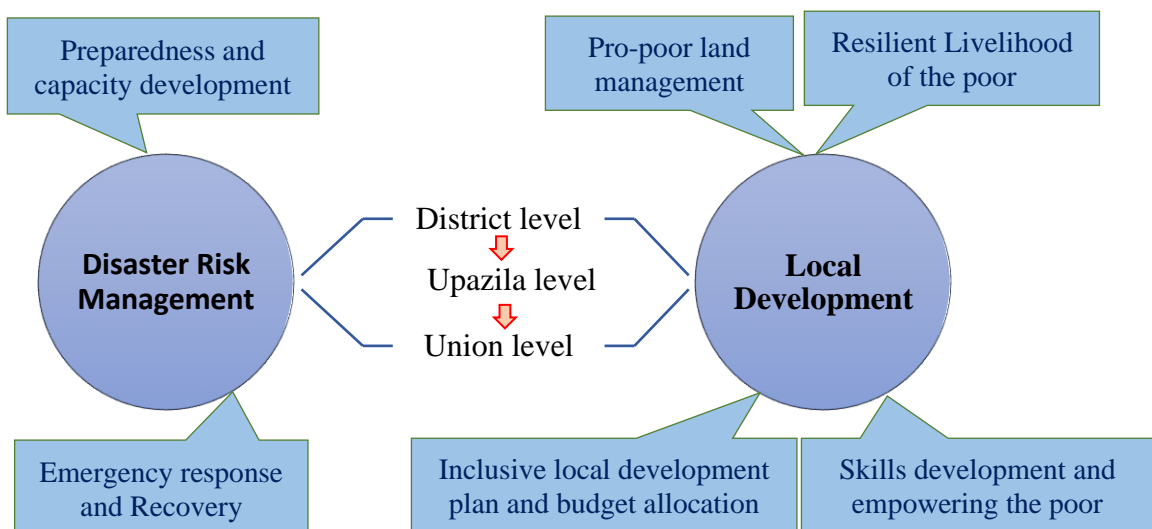 Preparedness and
capacity development
Pro-poor land
management
Resilient Livelihood
of the poor
Disaster Risk
Management
District level
Upazila level
Union level
Local
Development
Emergency response
and Recovery
Inclusive local development
plan and budget allocation
Skills development and
empowering the poor